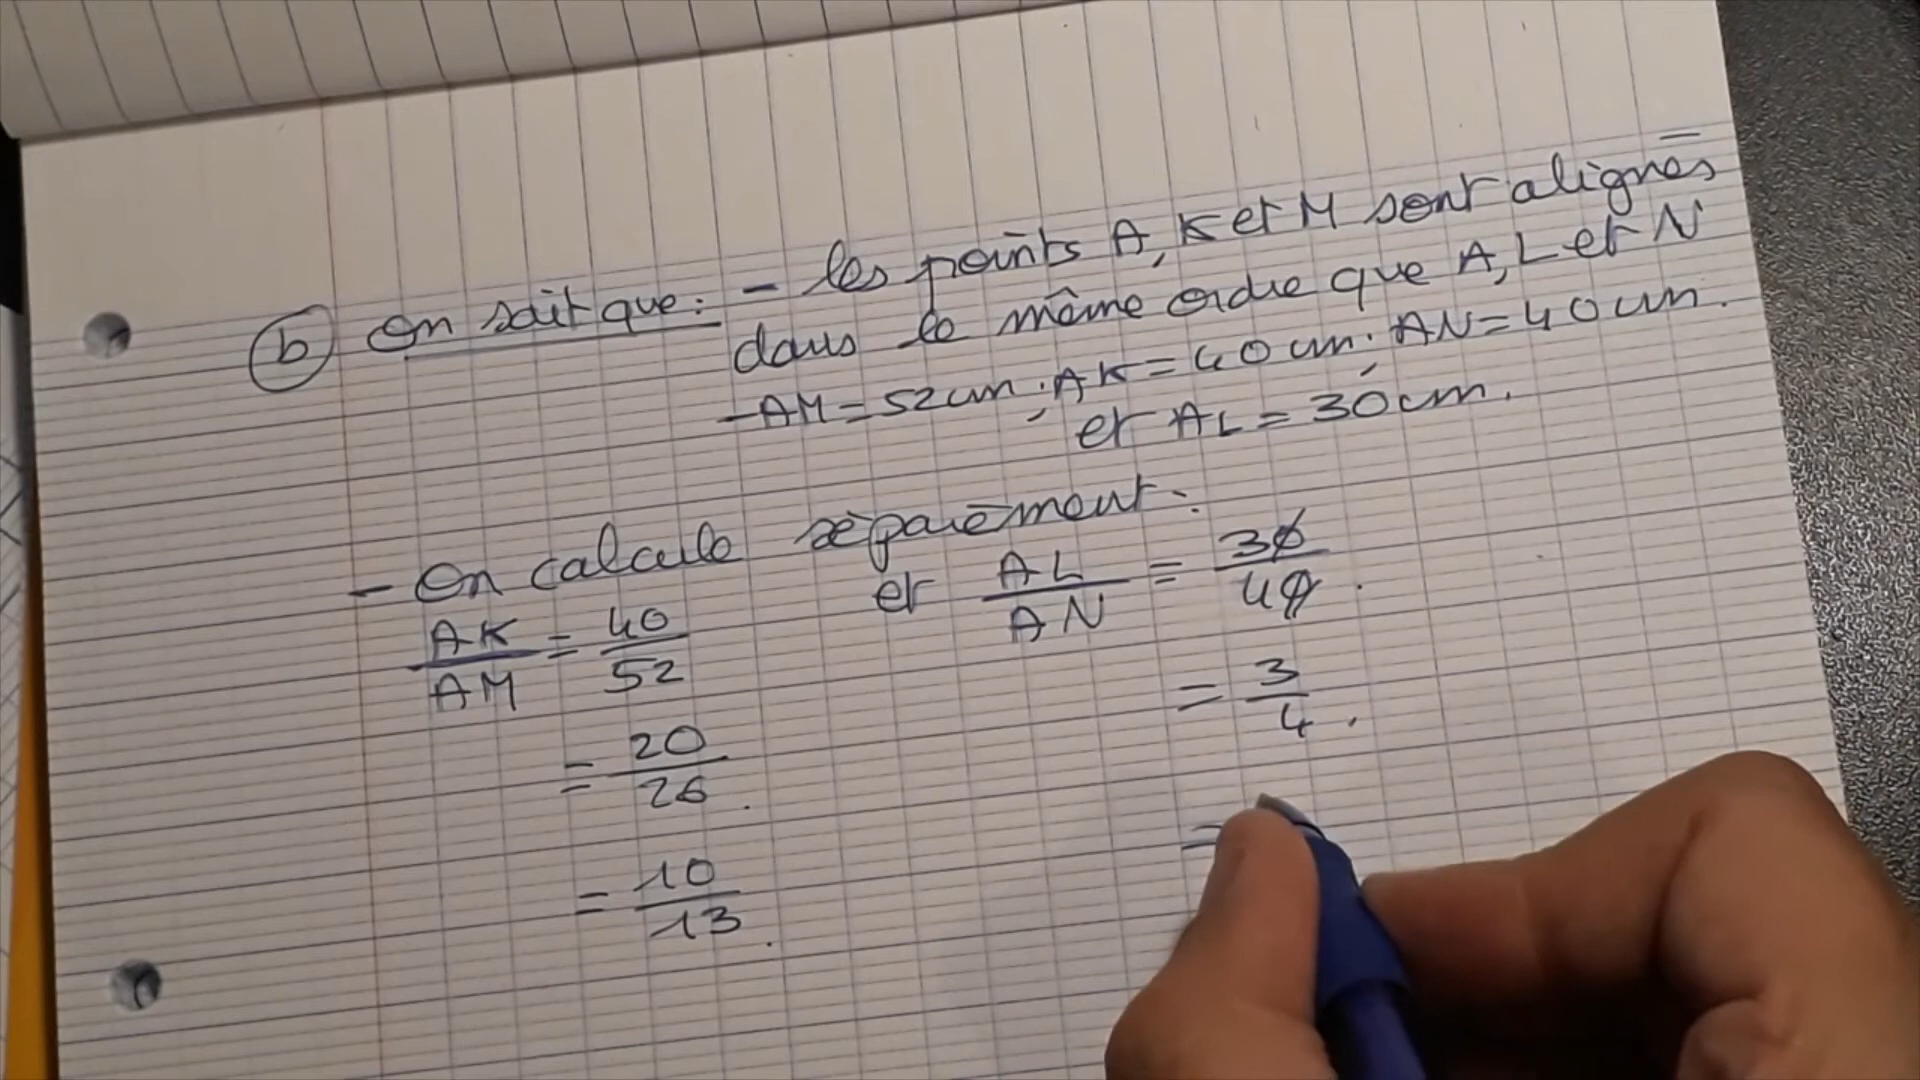 b On sait que: - les points A, K et M sont alignés
dans le même ordre que A, L et N
- AM = 52 cm ; AK = 40 cm ; AN = 40 cm.
et AL = 30 cm.
- On calcule séparément :
AK/AM = 40/52 et AL/AN = 30/40.
= 20/26. = 3/4.
= 10/13. =